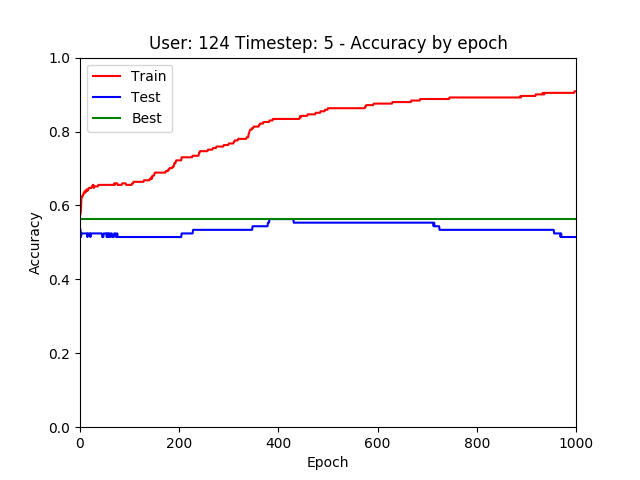 User: 124 Timestep: 5 - Accuracy by epoch
Train
Test
Best
1.0
0.8
0.6
0.4
0.2
0.0
Accuracy
0 200 400 600 800 1000
Epoch